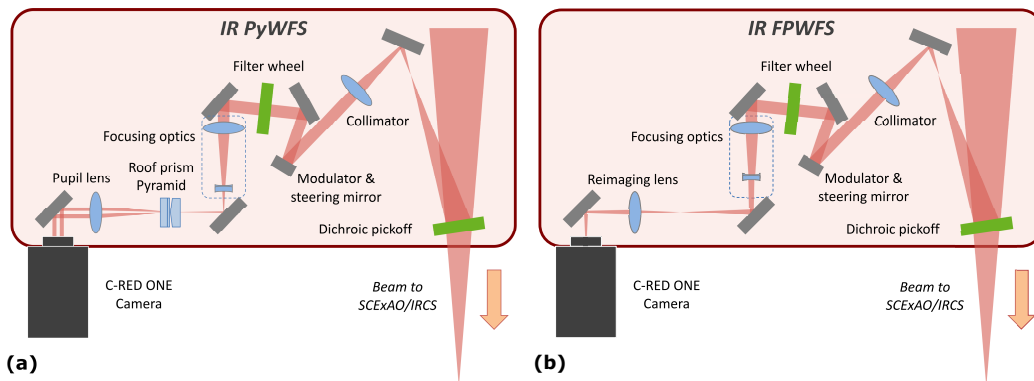 IR PyWFS
Filter wheel
Collimator
Focusing optics
Roof prism
Pyramid
Pupil lens
Modulator &
steering mirror
Dichroic pickoff
C-RED ONE
Camera
Beam to
SCExAO/IRCS
(a)
IR FPWFS
Filter wheel
Collimator
Focusing optics
Reimaging lens
Modulator &
steering mirror
Dichroic pickoff
C-RED ONE
Camera
Beam to
SCExAO/IRCS
(b)